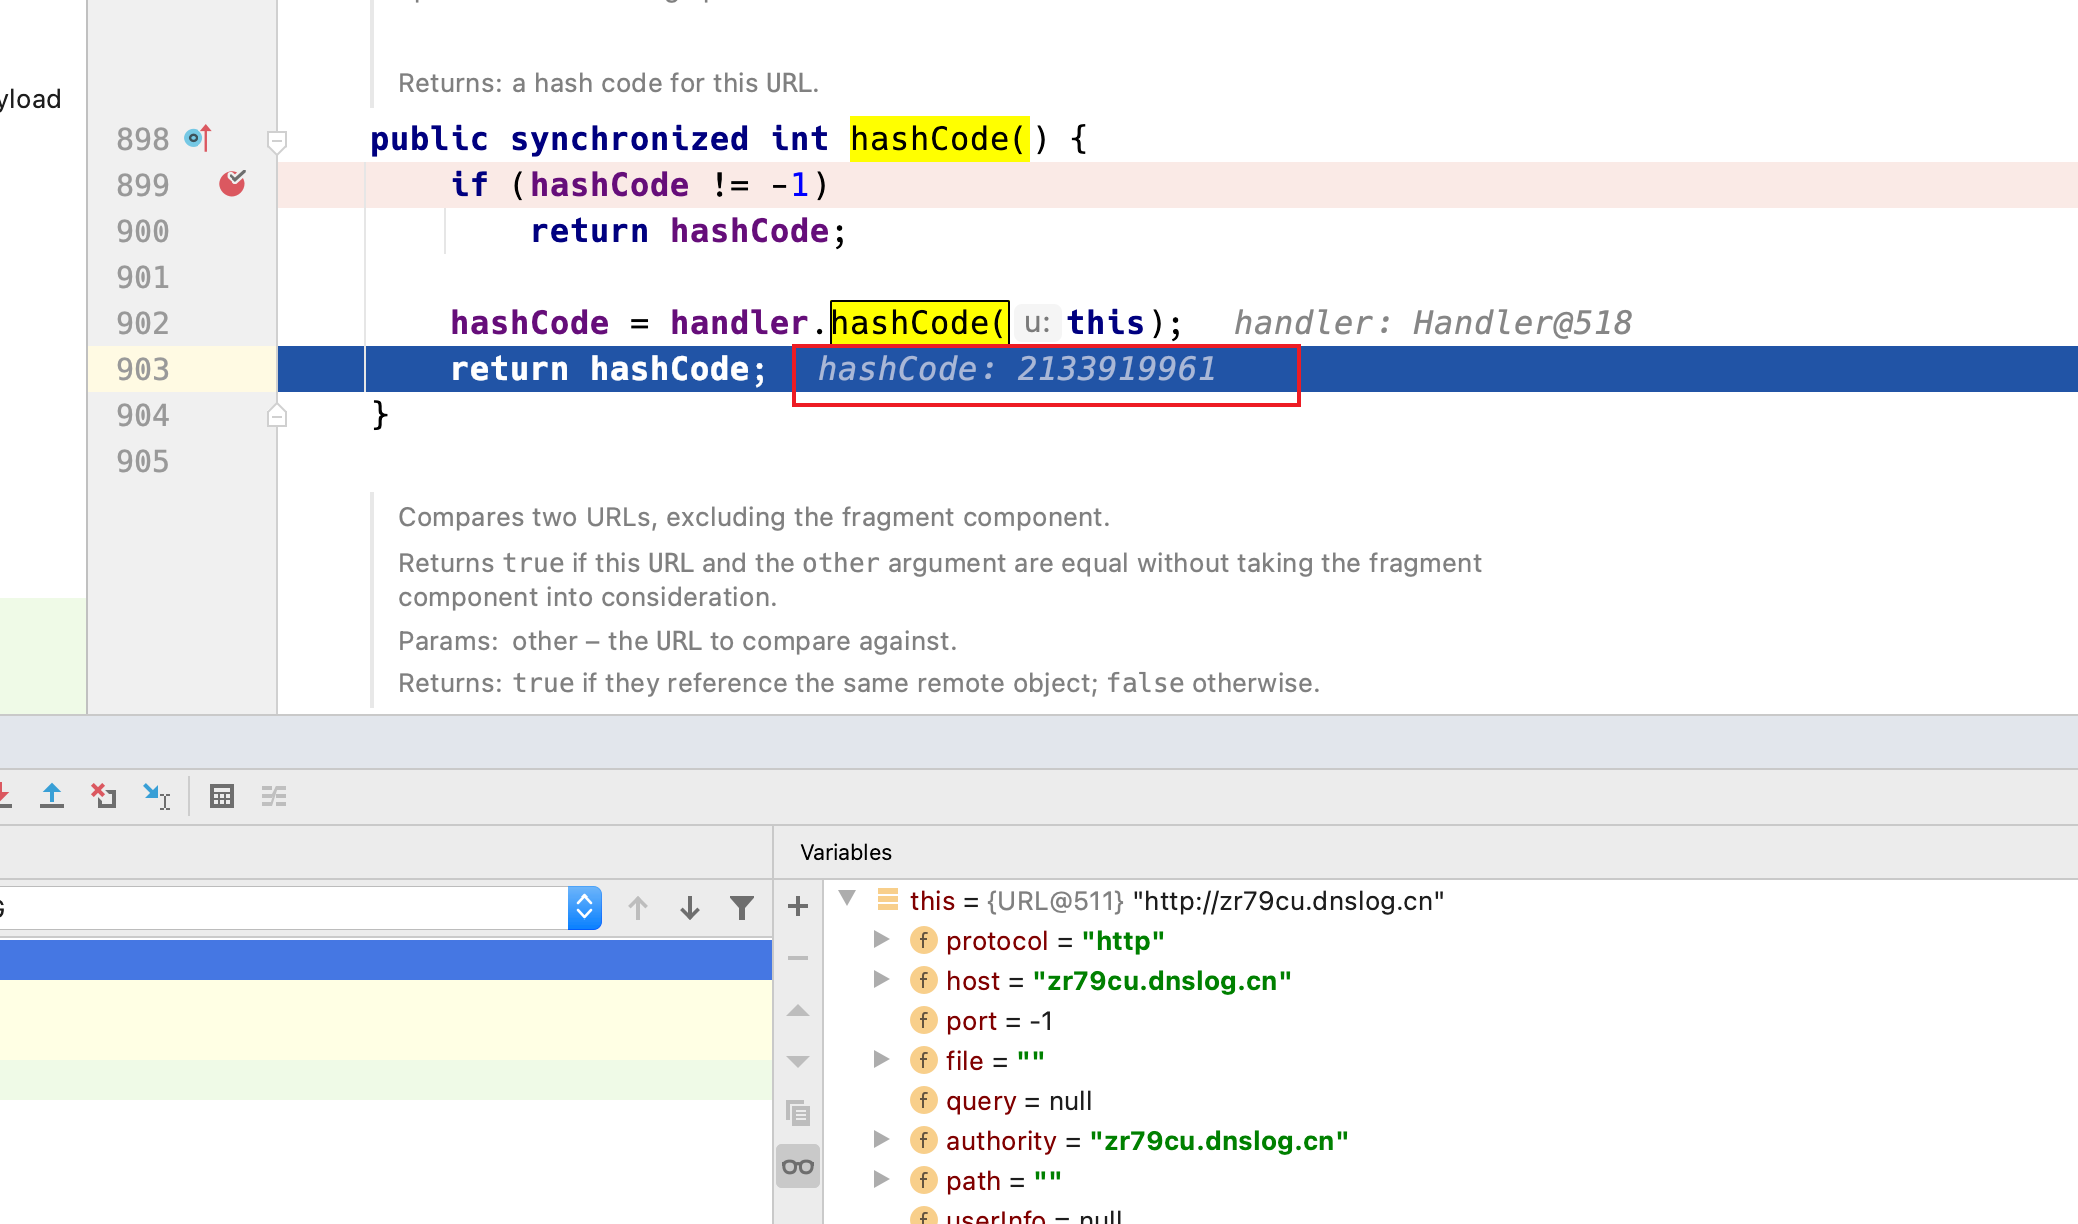 Returns: a hash code for this URL.
yload
898 public synchronized int hashCode() {
899 if (hashCode != -1)
900 return hashCode;
901
902 hashCode = handler.hashCode( u: this); handler: Handler@518
903 return hashCode; hashCode: 2133919961
904 }
905
Compares two URLs, excluding the fragment component.
Returns true if this URL and the other argument are equal without taking the fragment
component into consideration.
Params: other – the URL to compare against.
Returns: true if they reference the same remote object; false otherwise.
Variables
this = {URL@511} "http://zr79cu.dnslog.cn"
f protocol = "http"
f host = "zr79cu.dnslog.cn"
f port = -1
f file = ""
f query = null
f authority = "zr79cu.dnslog.cn"
f path = ""
f userInfo = null